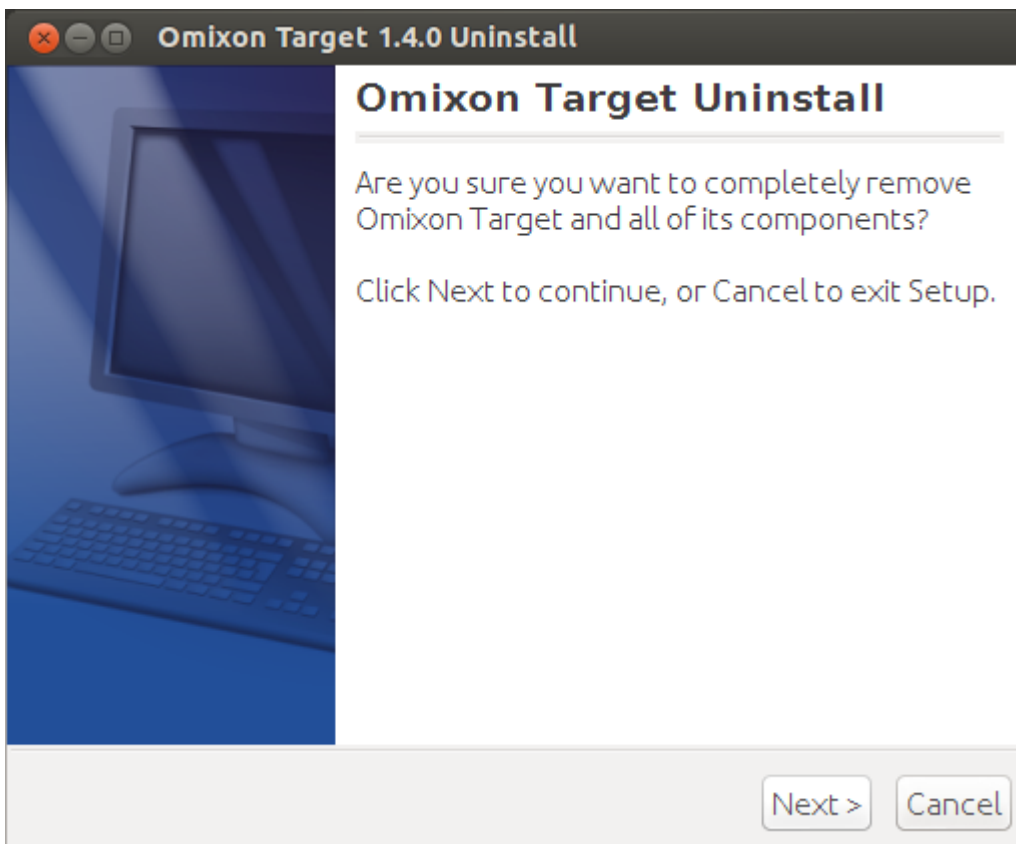 Omixon Target 1.4.0 Uninstall
Omixon Target Uninstall
Are you sure you want to completely remove
Omixon Target and all of its components?
Click Next to continue, or Cancel to exit Setup.
Next >
Cancel